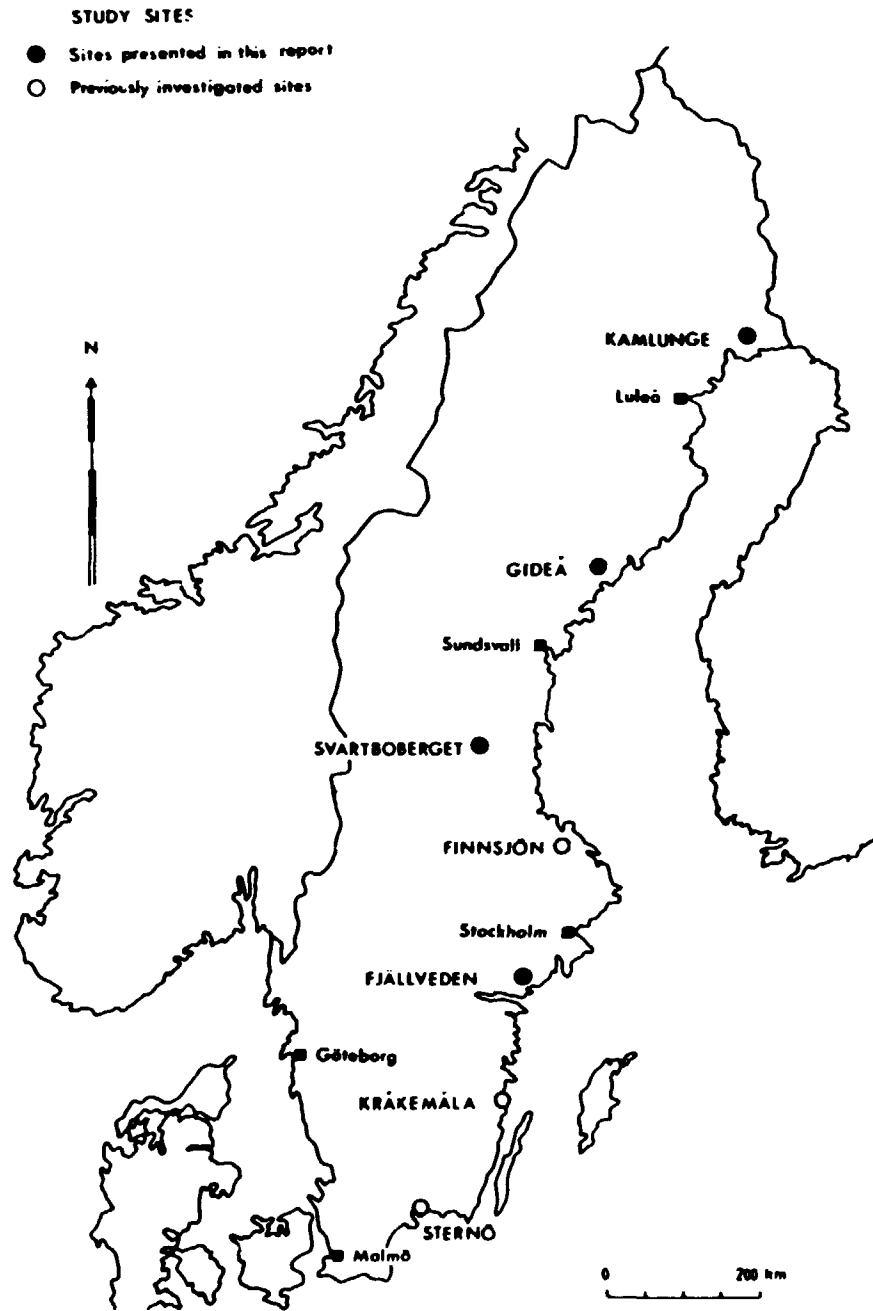 STUDY SITES
Sites presented in this report
Previously investigated sites
N
KAMLUNGE
Luleå
GIDEÅ
Sundsvall
SVARTBOBERGET
FINNSJÖN
Stockholm
FJÄLLVEDEN
Göteborg
KRÅKEMÅLA
STERNÖ
Malmö
0 200 km